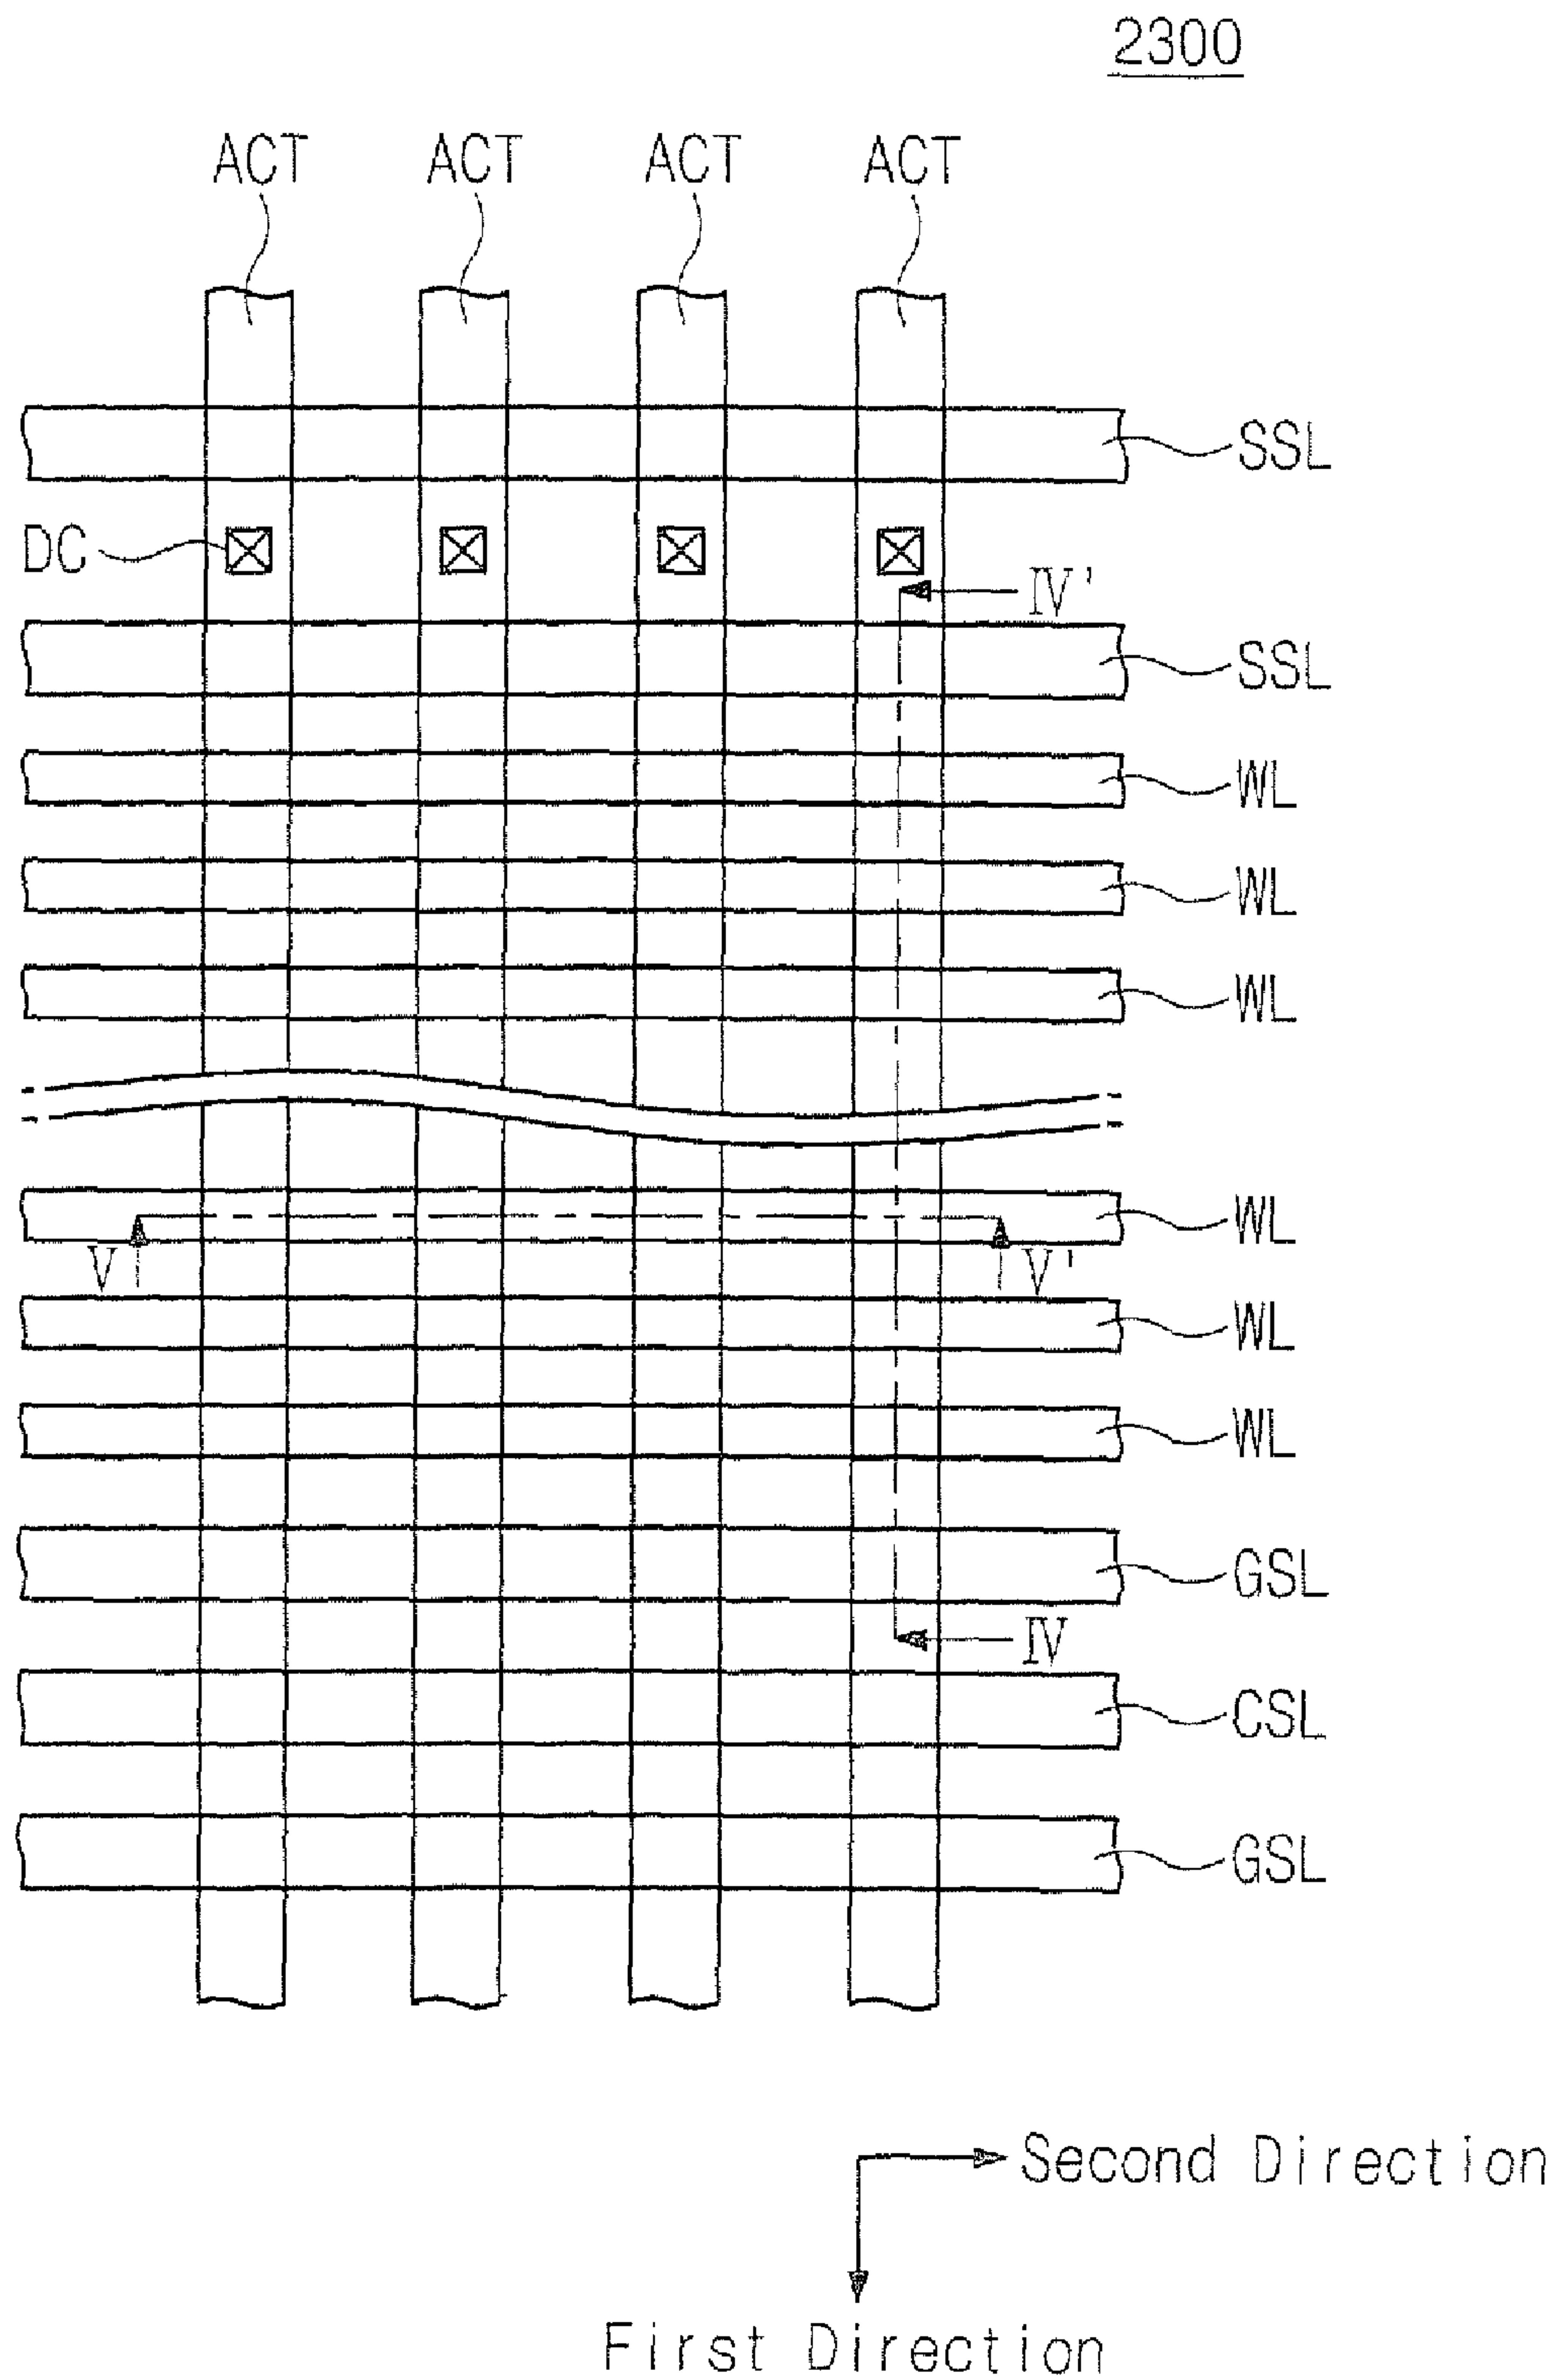 2300
ACT ACT ACT ACT
SSL
DC
IV'
SSL
WL
WL
WL
WL
V V'
WL
WL
GSL
IV
CSL
GSL
Second Direction
First Direction